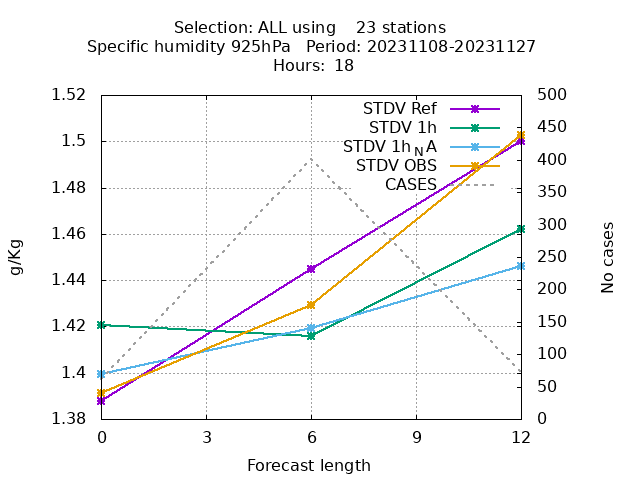 Selection: ALL using    23 stations
Specific humidity 925hPa   Period: 20231108-20231127
Hours: 18
STDV Ref
STDV 1h
STDV 1h_NA
STDV OBS
CASES
1.52
1.5
1.48
1.46
1.44
1.42
1.4
1.38
g/Kg
500
450
400
350
300
250
200
150
100
50
0
No cases
0 3 6 9 12
Forecast length